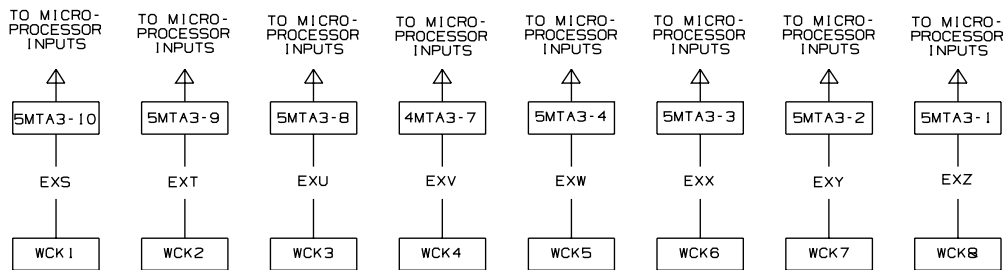 TO MICRO- TO MICRO- TO MICRO- TO MICRO- TO MICRO- TO MICRO- TO MICRO- TO MICRO-
PROCESSOR PROCESSOR PROCESSOR PROCESSOR PROCESSOR PROCESSOR PROCESSOR PROCESSOR
INPUTS INPUTS INPUTS INPUTS INPUTS INPUTS INPUTS INPUTS
5MTA3-10 5MTA3-9 5MTA3-8 4MTA3-7 5MTA3-4 5MTA3-3 5MTA3-2 5MTA3-1
EXS EXT EXU EXV EXW EXX EXY EXZ
WCK1 WCK2 WCK3 WCK4 WCK5 WCK6 WCK7 WCK8